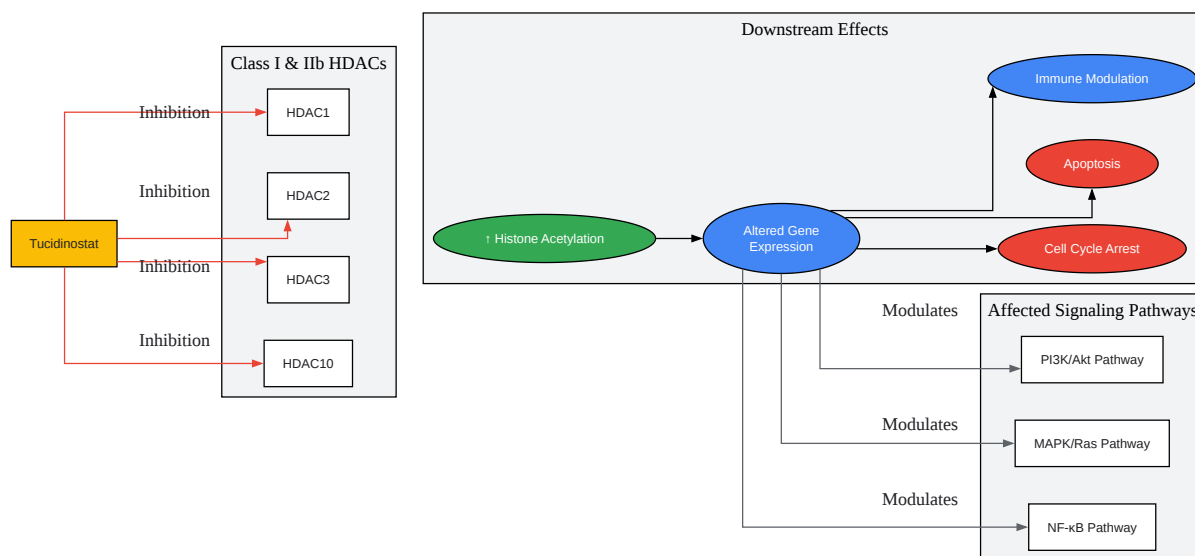 Class I & IIb HDACs
Inhibition
HDAC1
Inhibition
HDAC2
Tucidinostat
Inhibition
HDAC3
Inhibition
HDAC10
Downstream Effects
Immune Modulation
Apoptosis
↑ Histone Acetylation
Altered Gene
Expression
Cell Cycle Arrest
Modulates
Affected Signaling Pathways
PI3K/Akt Pathway
Modulates
MAPK/Ras Pathway
Modulates
NF-κB Pathway